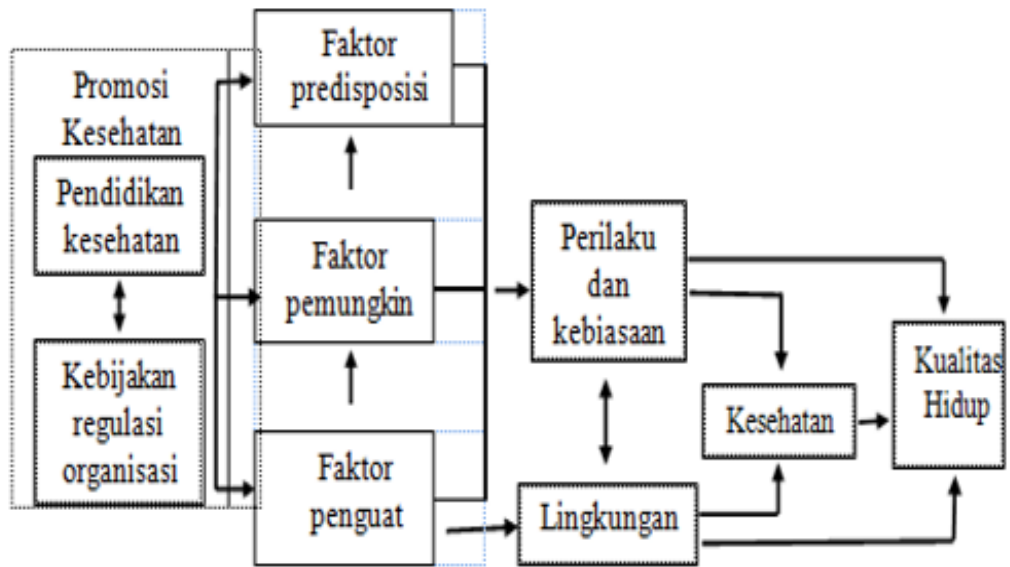 Promosi
Kesehatan
Pendidikan
kesehatan
Kebijakan
regulasi
organisasi
Faktor
predisposisi
Faktor
pemungkin
Faktor
penguat
Perilaku
dan
kebiasaan
Lingkungan
Kesehatan
Kualitas
Hidup